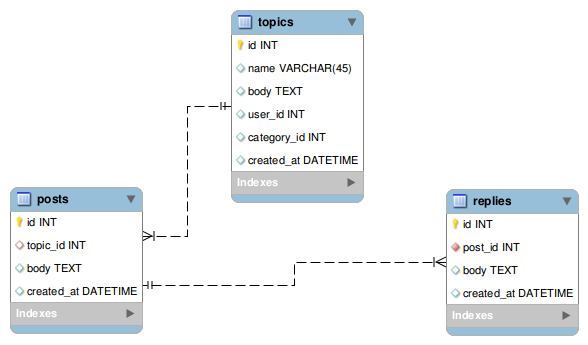 topics
id INT
name VARCHAR(45)
body TEXT
user_id INT
category_id INT
created_at DATETIME
Indexes
posts
id INT
topic_id INT
body TEXT
created_at DATETIME
Indexes
replies
id INT
post_id INT
body TEXT
created_at DATETIME
Indexes